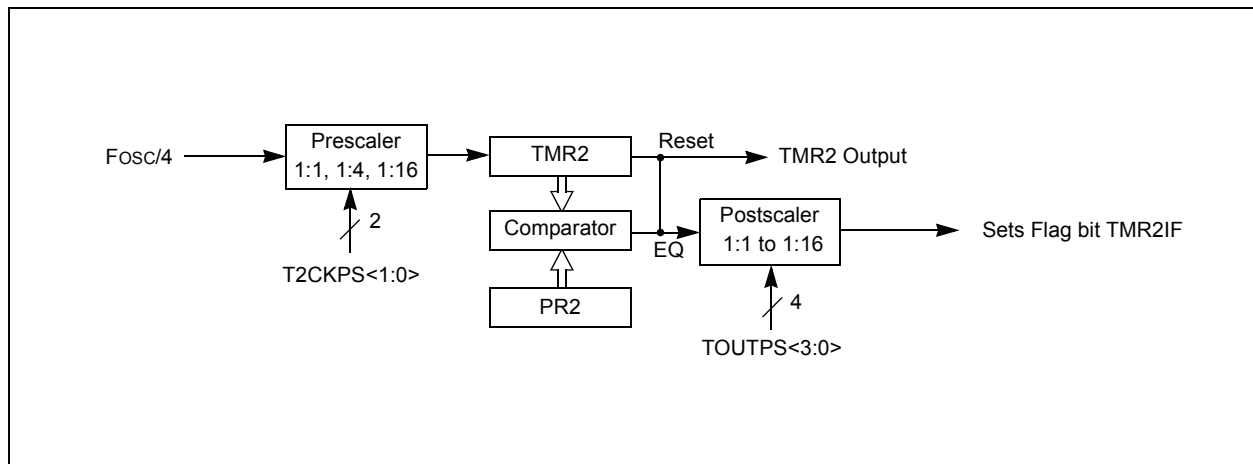 FOSC/4
Prescaler
1:1, 1:4, 1:16
2
T2CKPS<1:0>
TMR2
Reset
TMR2 Output
Comparator
EQ
PR2
Postscaler
1:1 to 1:16
4
TOUTPS<3:0>
Sets Flag bit TMR2IF